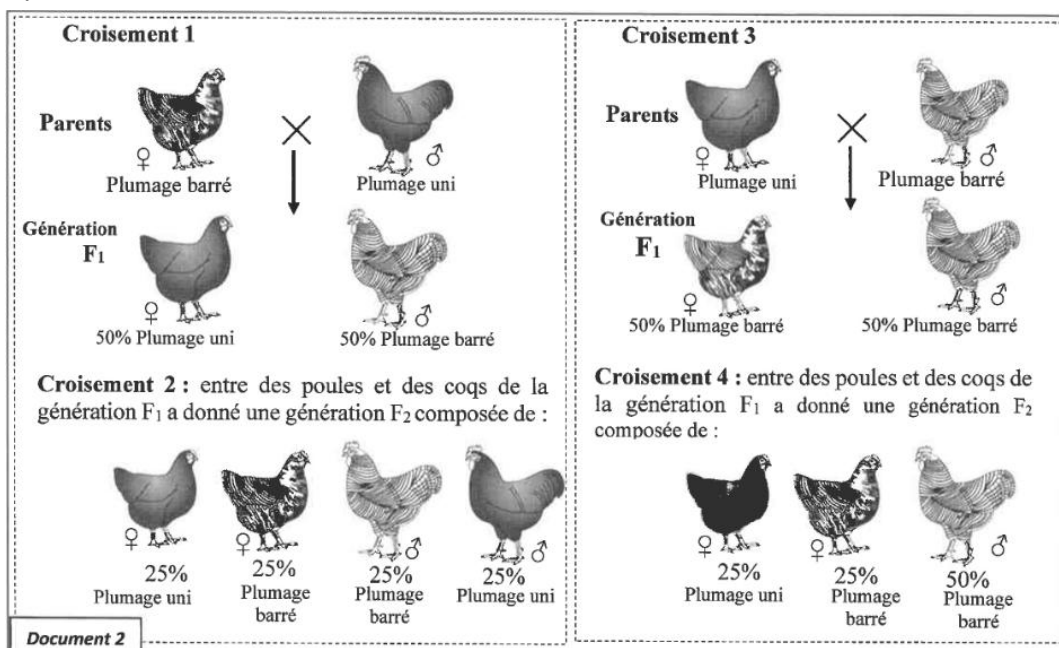 Croisement 1
Parents
♀
Plumage barré
♂
Plumage uni
Génération
F1
♀
50% Plumage uni
♂
50% Plumage barré
Croisement 2 : entre des poules et des coqs de la
génération F1 a donné une génération F2 composée de :
♀
25%
Plumage uni
♀
25%
Plumage
barré
♂
25%
Plumage
barré
♂
25%
Plumage uni
Document 2
Croisement 3
Parents
♀
Plumage uni
♂
Plumage barré
Génération
F1
♀
50% Plumage barré
♂
50% Plumage barré
Croisement 4 : entre des poules et des coqs de
la génération F1 a donné une génération F2
composée de :
♀
25%
Plumage uni
♀
25%
Plumage
barré
♂
50%
Plumage
barré